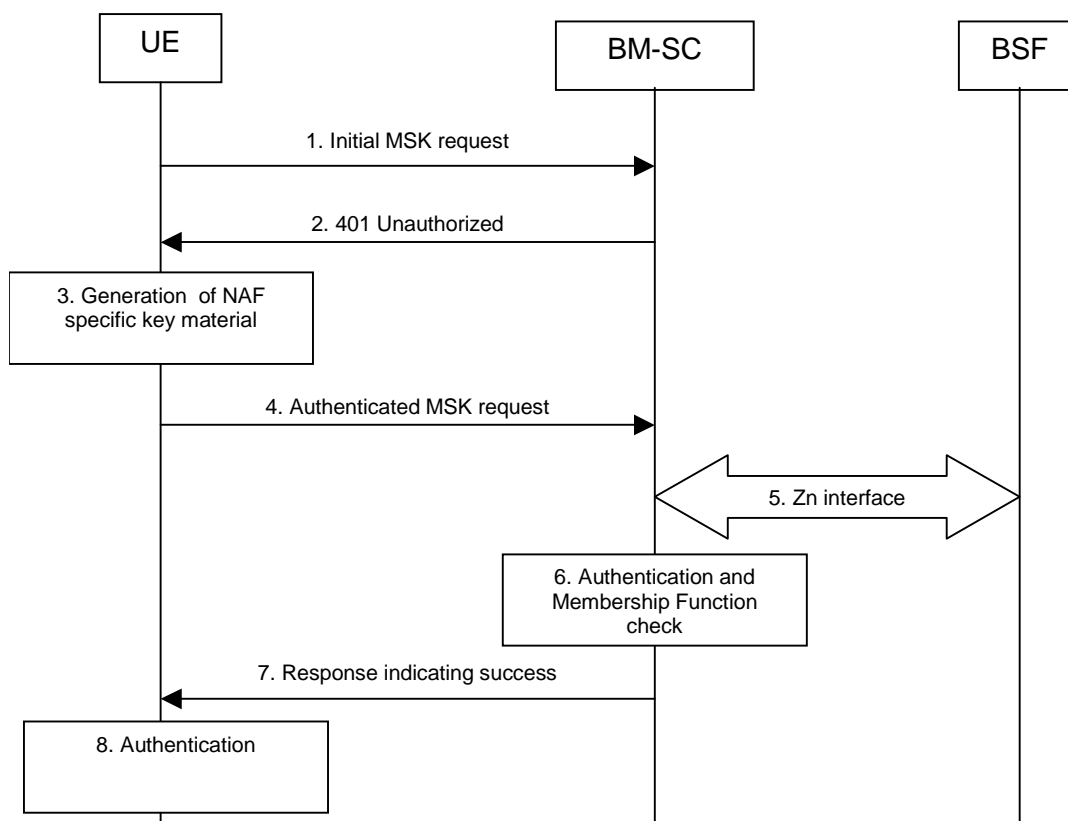 UE
BM-SC
BSF
1. Initial MSK request
2. 401 Unauthorized
3. Generation of NAF
specific key material
4. Authenticated MSK request
5. Zn interface
6. Authentication and
Membership Function
check
7. Response indicating success
8. Authentication